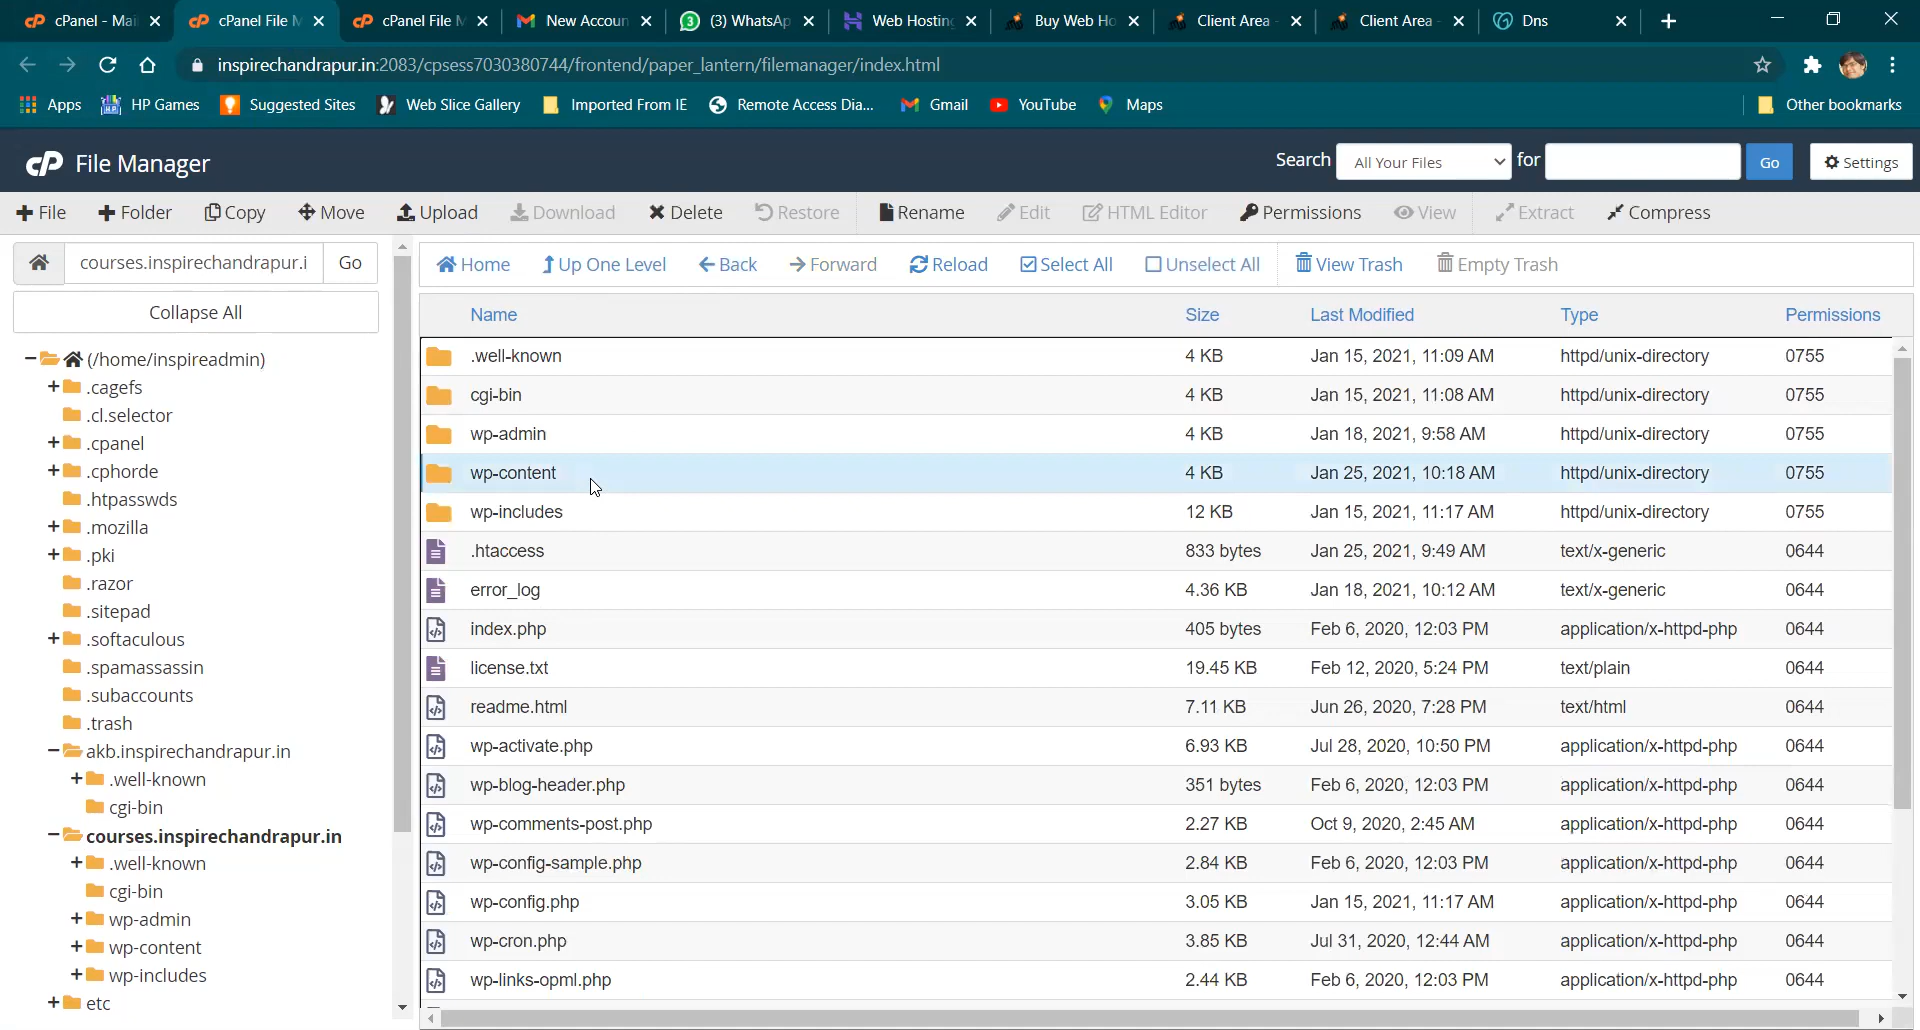 cPanel - Mai
cPanel File M
cPanel File M
New Accoun
(3) WhatsAp
Web Hosting
Buy Web Ho
Client Area -
Client Area -
Dns
inspirechandrapur.in:2083/cpsess7030380744/frontend/paper_lantern/filemanager/index.html
Apps HP Games Suggested Sites Web Slice Gallery Imported From IE Remote Access Dia... Gmail YouTube Maps Other bookmarks
cP File Manager
Search All Your Files for Go Settings
File Folder Copy Move Upload Download Delete Restore Rename Edit HTML Editor Permissions View Extract Compress
courses.inspirechandrapur.i Go
Home Up One Level Back Forward Reload Select All Unselect All View Trash Empty Trash
Collapse All
(/home/inspireadmin)
.cagefs
.cl.selector
.cpanel
.cphorde
.htpasswds
.mozilla
.pki
.razor
.sitepad
.softaculous
.spamassassin
.subaccounts
.trash
akb.inspirechandrapur.in
.well-known
cgi-bin
courses.inspirechandrapur.in
.well-known
cgi-bin
wp-admin
wp-content
wp-includes
etc
Name Size Last Modified Type Permissions
.well-known 4 KB Jan 15, 2021, 11:09 AM httpd/unix-directory 0755
cgi-bin 4 KB Jan 15, 2021, 11:08 AM httpd/unix-directory 0755
wp-admin 4 KB Jan 18, 2021, 9:58 AM httpd/unix-directory 0755
wp-content 4 KB Jan 25, 2021, 10:18 AM httpd/unix-directory 0755
wp-includes 12 KB Jan 15, 2021, 11:17 AM httpd/unix-directory 0755
.htaccess 833 bytes Jan 25, 2021, 9:49 AM text/x-generic 0644
error_log 4.36 KB Jan 18, 2021, 10:12 AM text/x-generic 0644
index.php 405 bytes Feb 6, 2020, 12:03 PM application/x-httpd-php 0644
license.txt 19.45 KB Feb 12, 2020, 5:24 PM text/plain 0644
readme.html 7.11 KB Jun 26, 2020, 7:28 PM text/html 0644
wp-activate.php 6.93 KB Jul 28, 2020, 10:50 PM application/x-httpd-php 0644
wp-blog-header.php 351 bytes Feb 6, 2020, 12:03 PM application/x-httpd-php 0644
wp-comments-post.php 2.27 KB Oct 9, 2020, 2:45 AM application/x-httpd-php 0644
wp-config-sample.php 2.84 KB Feb 6, 2020, 12:03 PM application/x-httpd-php 0644
wp-config.php 3.05 KB Jan 15, 2021, 11:17 AM application/x-httpd-php 0644
wp-cron.php 3.85 KB Jul 31, 2020, 12:44 AM application/x-httpd-php 0644
wp-links-opml.php 2.44 KB Feb 6, 2020, 12:03 PM application/x-httpd-php 0644